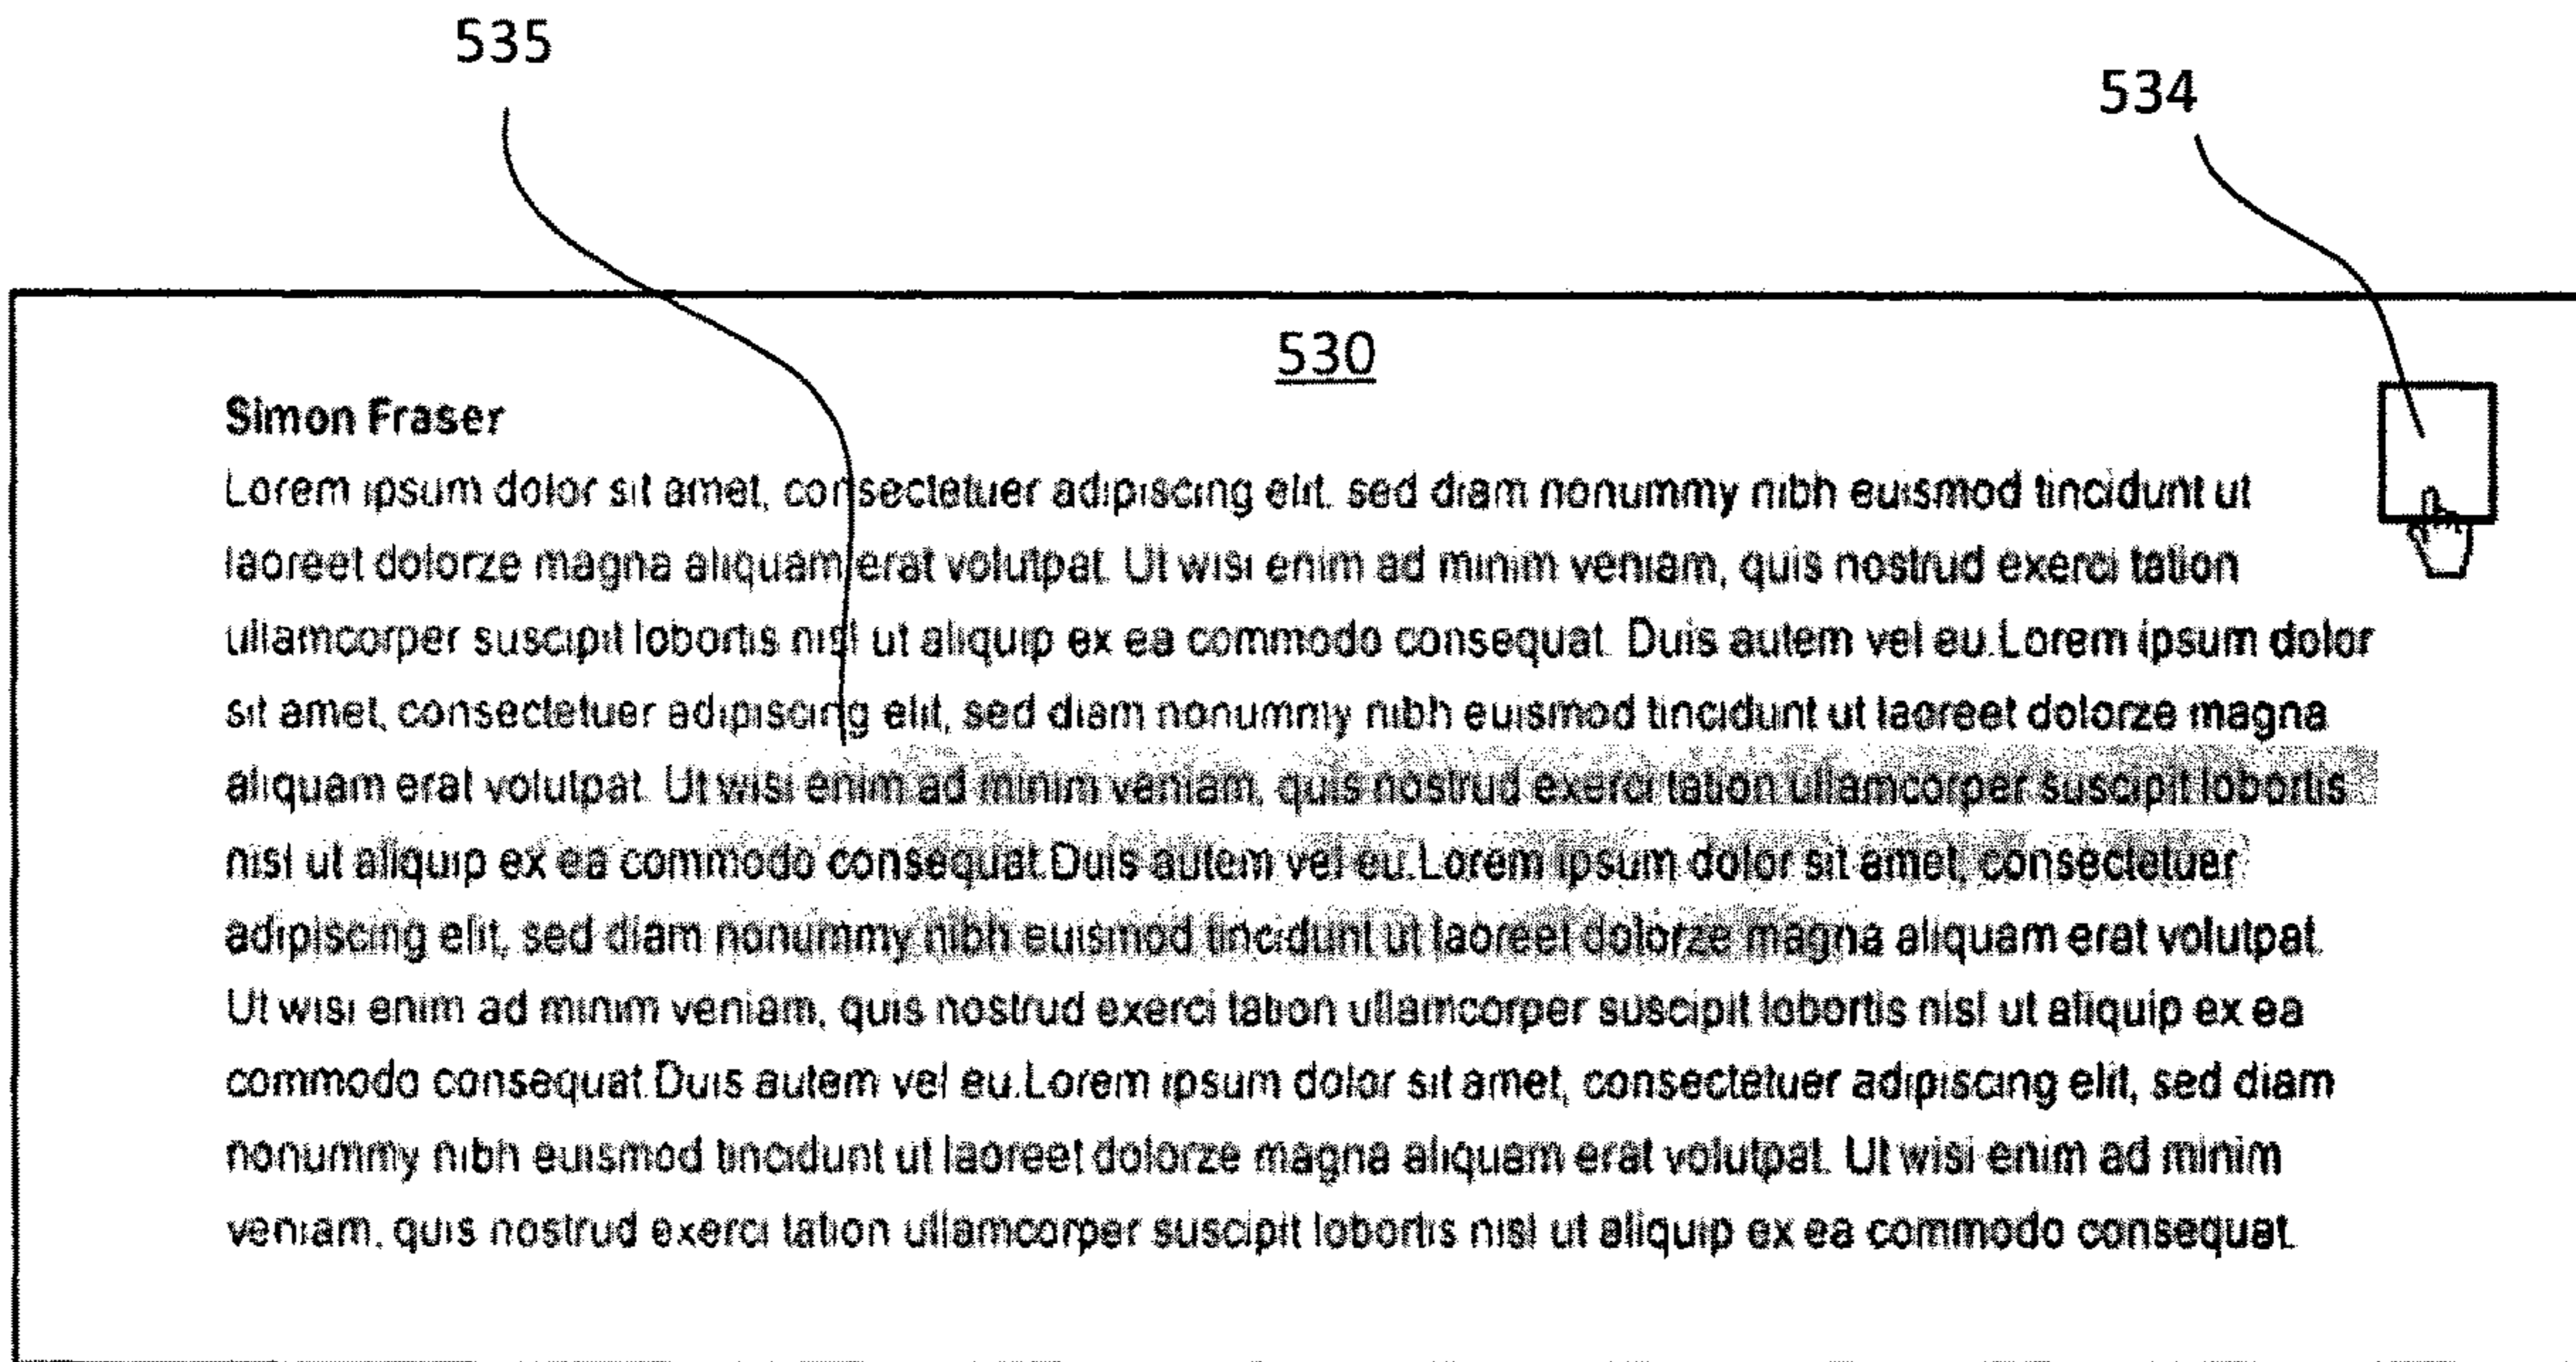 535
534
530
Simon Fraser
Lorem ipsum dolor sit amet, consectetuer adipiscing elit. sed diam nonummy nibh euismod tincidunt ut
laoreet dolorze magna aliquam erat volutpat. Ut wisi enim ad minim veniam, quis nostrud exerci tation
ullamcorper suscipit lobortis nisl ut aliquip ex ea commodo consequat. Duis autem vel eu.Lorem ipsum dolor
sit amet, consectetuer adipiscing elit, sed diam nonummy nibh euismod tincidunt ut laoreet dolorze magna
aliquam erat volutpat. Ut wisi enim ad minim veniam, quis nostrud exerci tation ullamcorper suscipit lobortis
nisl ut aliquip ex ea commodo consequat.Duis autem vel eu.Lorem ipsum dolor sit amet, consectetuer
adipiscing elit, sed diam nonummy nibh euismod tincidunt ut laoreet dolorze magna aliquam erat volutpat.
Ut wisi enim ad minim veniam, quis nostrud exerci tation ullamcorper suscipit lobortis nisl ut aliquip ex ea
commodo consequat.Duis autem vel eu.Lorem ipsum dolor sit amet, consectetuer adipiscing elit, sed diam
nonummy nibh euismod tincidunt ut laoreet dolorze magna aliquam erat volutpat. Ut wisi enim ad minim
veniam, quis nostrud exerci tation ullamcorper suscipit lobortis nisl ut aliquip ex ea commodo consequat.